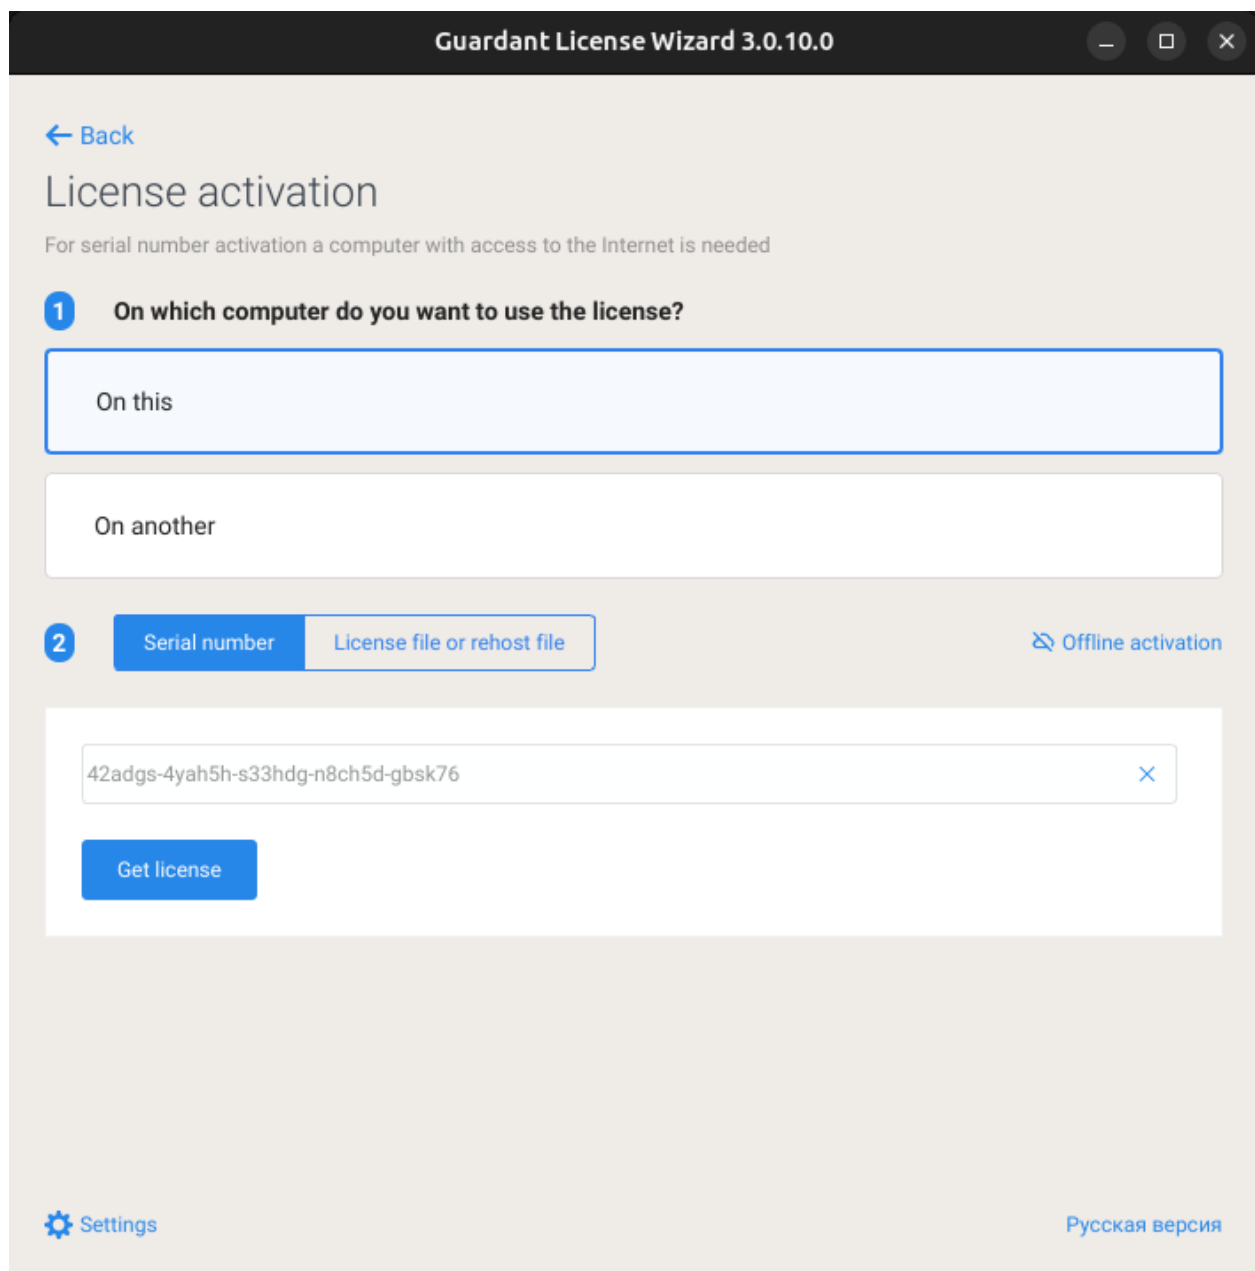 Guardant License Wizard 3.0.10.0
Back
License activation
For serial number activation a computer with access to the Internet is needed
1 On which computer do you want to use the license?
On this
On another
2 Serial number License file or rehost file Offline activation
42adgs-4yah5h-s33hdg-n8ch5d-gbsk76
Get license
Settings Русская версия